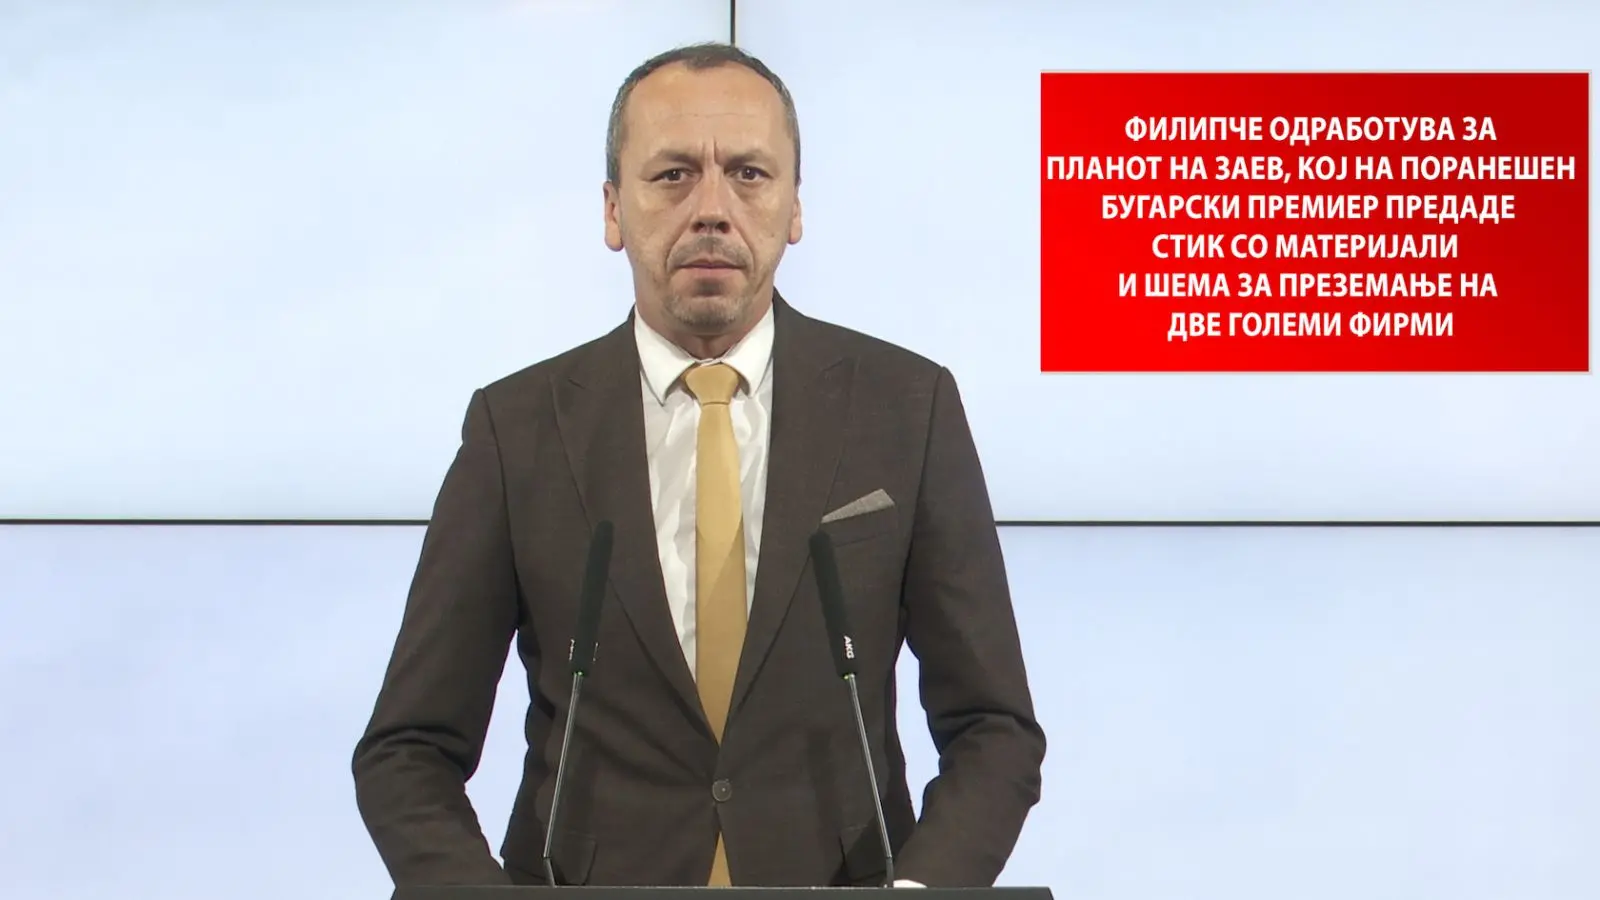 ФИЛИПЧЕ ОДРАБОТУВА ЗА
ПЛАНОТ НА ЗАЕВ, КОЈ НА ПОРАНЕШЕН
БУГАРСКИ ПРЕМИЕР ПРЕДАДЕ
СТИК СО МАТЕРИЈАЛИ
И ШЕМА ЗА ПРЕЗЕМАЊЕ НА
ДВЕ ГОЛЕМИ ФИРМИ
AKG